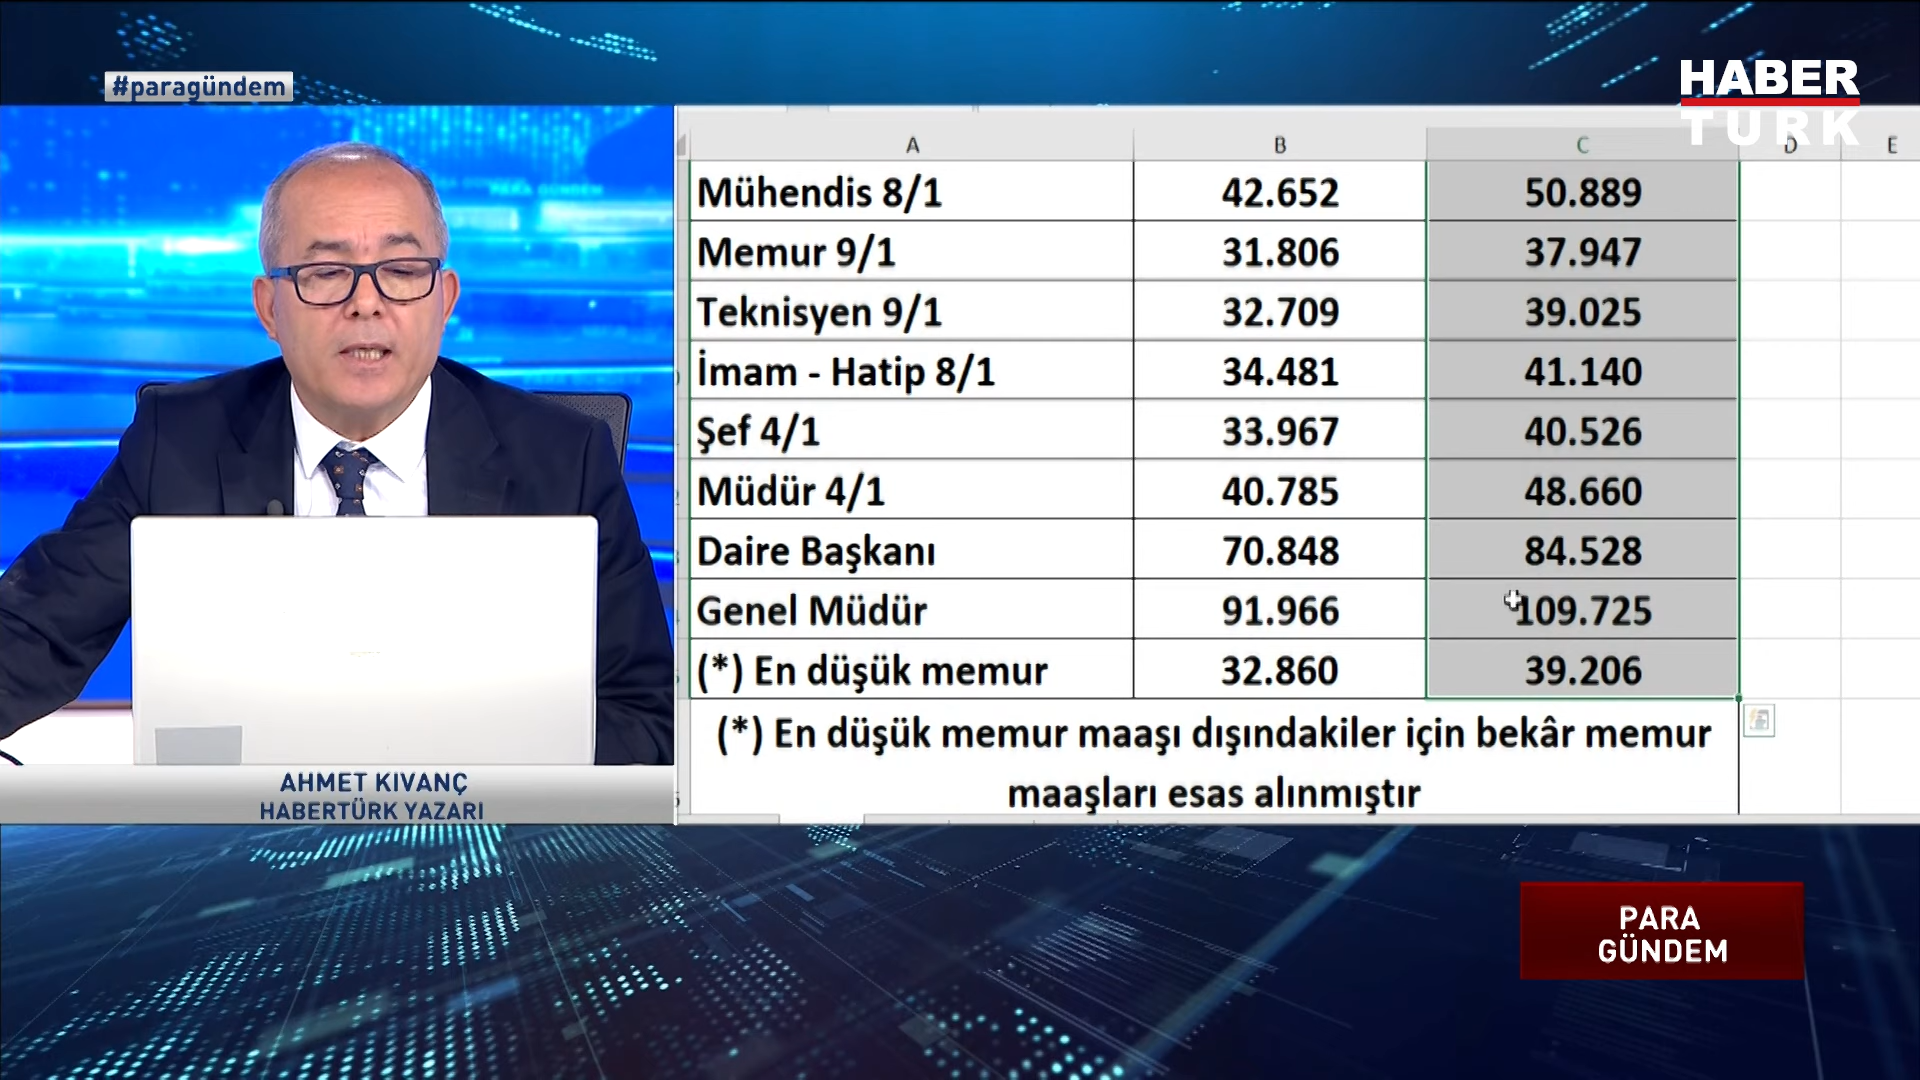 #paragündem
HABER
TÜRK
A B C D E
Mühendis 8/1 42.652 50.889
Memur 9/1 31.806 37.947
Teknisyen 9/1 32.709 39.025
İmam - Hatip 8/1 34.481 41.140
Şef 4/1 33.967 40.526
Müdür 4/1 40.785 48.660
Daire Başkanı 70.848 84.528
Genel Müdür 91.966 109.725
(*) En düşük memur 32.860 39.206
(*) En düşük memur maaşı dışındakiler için bekâr memur
maaşları esas alınmıştır
AHMET KIVANÇ
HABERTÜRK YAZARI
PARA
GÜNDEM